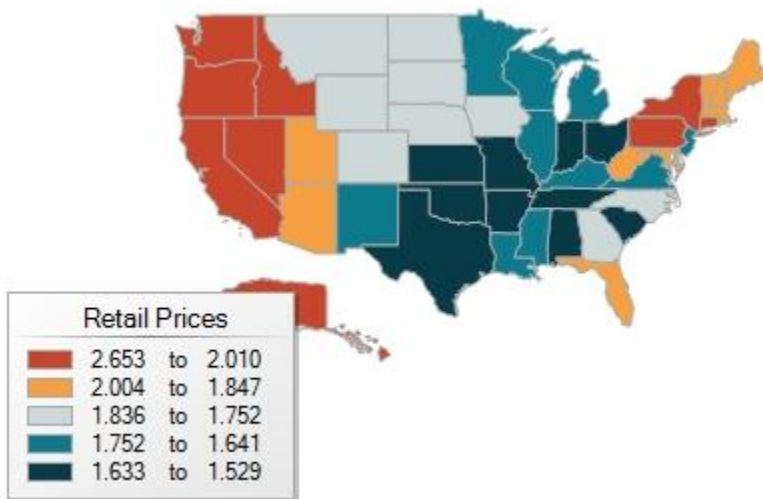 Retail Prices
2.653 to 2.010
2.004 to 1.847
1.836 to 1.752
1.752 to 1.641
1.633 to 1.529